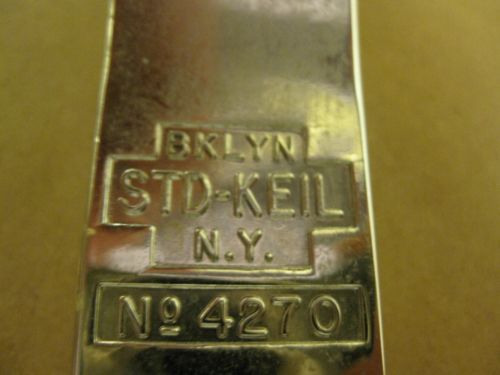 BKLYN
STD-KEIL
N.Y.
Nº 4270